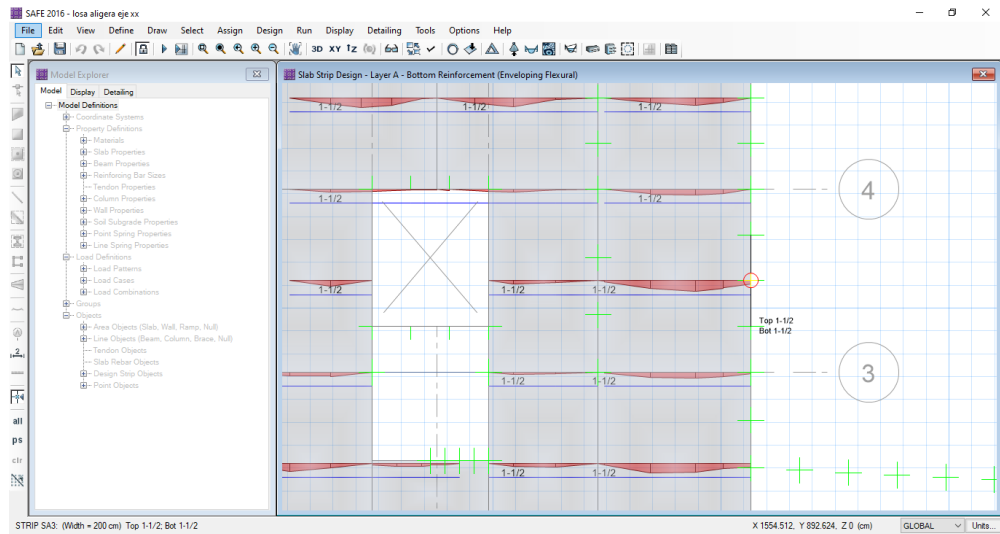 SAFE 2016 - losa aligera eje xx
File Edit View Define Draw Select Assign Design Run Display Detailing Tools Options Help
3D XY
Model Explorer
Slab Strip Design - Layer A - Bottom Reinforcement (Enveloping Flexural)
Model Display Detailing
Model Definitions
Coordinate Systems
Property Definitions
Materials
Slab Properties
Beam Properties
Reinforcing Bar Sizes
Tendon Properties
Column Properties
Wall Properties
Soil Subgrade Properties
Point Spring Properties
Line Spring Properties
Load Definitions
Load Patterns
Load Cases
Load Combinations
Groups
Objects
Area Objects (Slab, Wall, Ramp, Null)
Line Objects (Beam, Column, Brace, Null)
Tendon Objects
Slab Rebar Objects
Design Strip Objects
Point Objects
all
ps
clr
1-1/2 1-1/2 1-1/2
1-1/2 1-1/2
4
1-1/2 1-1/2 1-1/2
Top 1-1/2
Bot 1-1/2
1-1/2 1-1/2
3
1-1/2 1-1/2
STRIP SA3: (Width = 200 cm) Top 1-1/2; Bot 1-1/2
X 1554.512, Y 892.624, Z 0 (cm)
GLOBAL
Units...